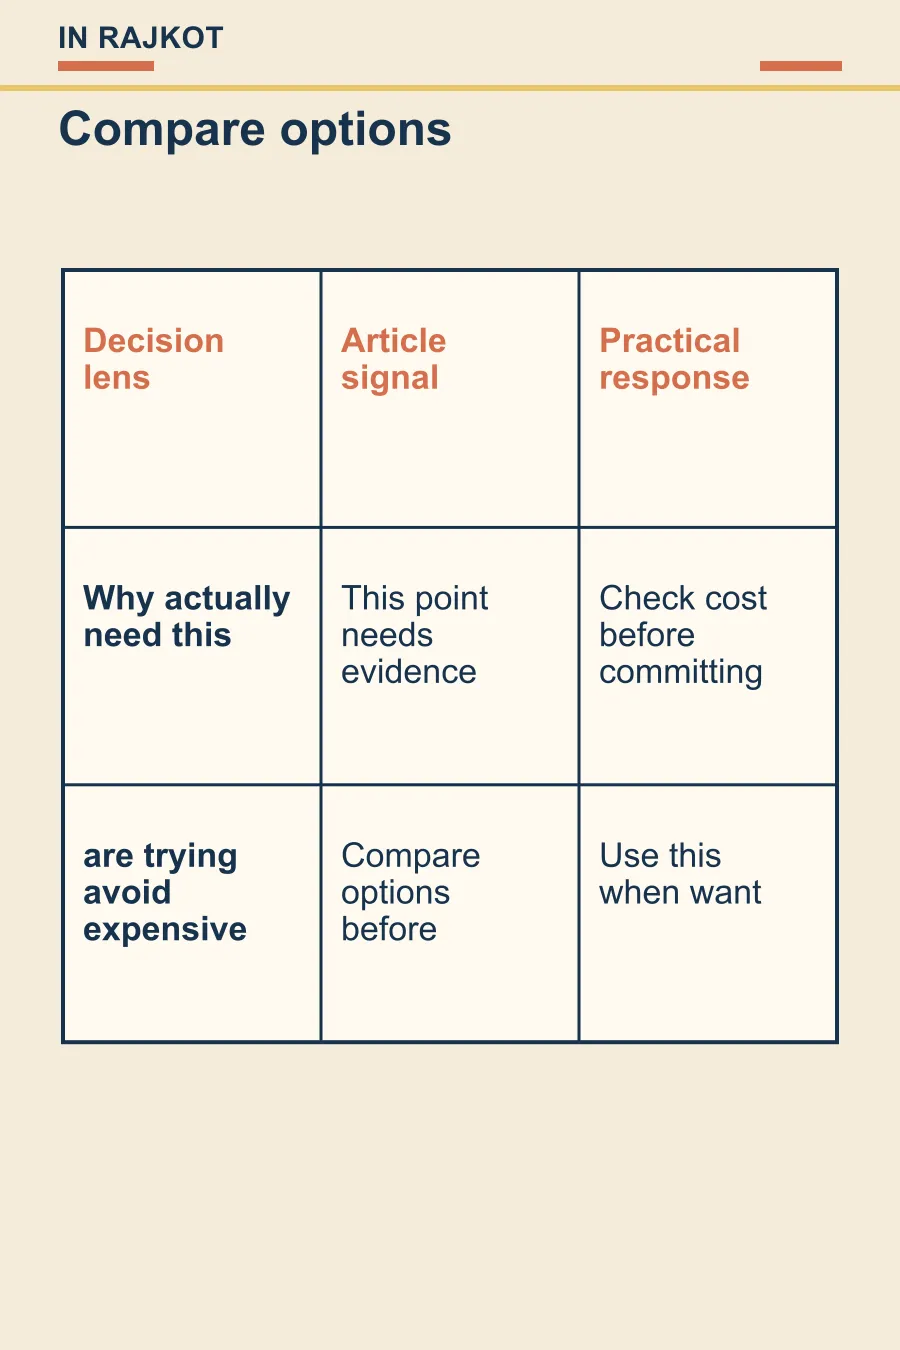 IN RAJKOT
Compare options
Decision
lens
Article
signal
Practical
response
Why actually
need this
This point
needs
evidence
Check cost
before
committing
are trying
avoid
expensive
Compare
options
before
Use this
when want